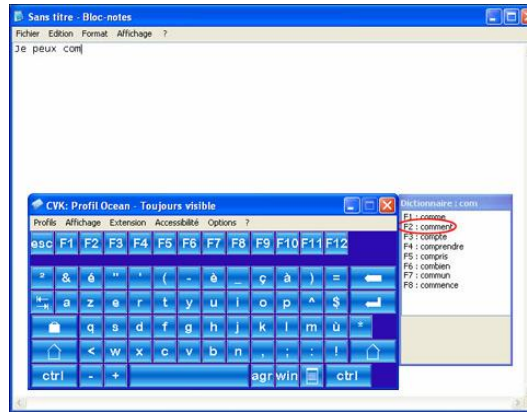 Sans titre - Bloc-notes
Fichier Edition Format Affichage ?
Je peux com
CVK: Profil Ocean - Toujours visible
Profils Affichage Extension Accessibilité Options ?
esc F1 F2 F3 F4 F5 F6 F7 F8 F9 F10 F11 F12
² & é " ' ( - è _ ç à ) =
a z e r t y u i o p ^ $
q s d f g h j k l m ù *
< w x c v b n , ; : !
ctrl - + agr win ctrl
Dictionnaire : com
F1 : comme
F2 : comment
F3 : compte
F4 : comprendre
F5 : compris
F6 : combien
F7 : commun
F8 : commence